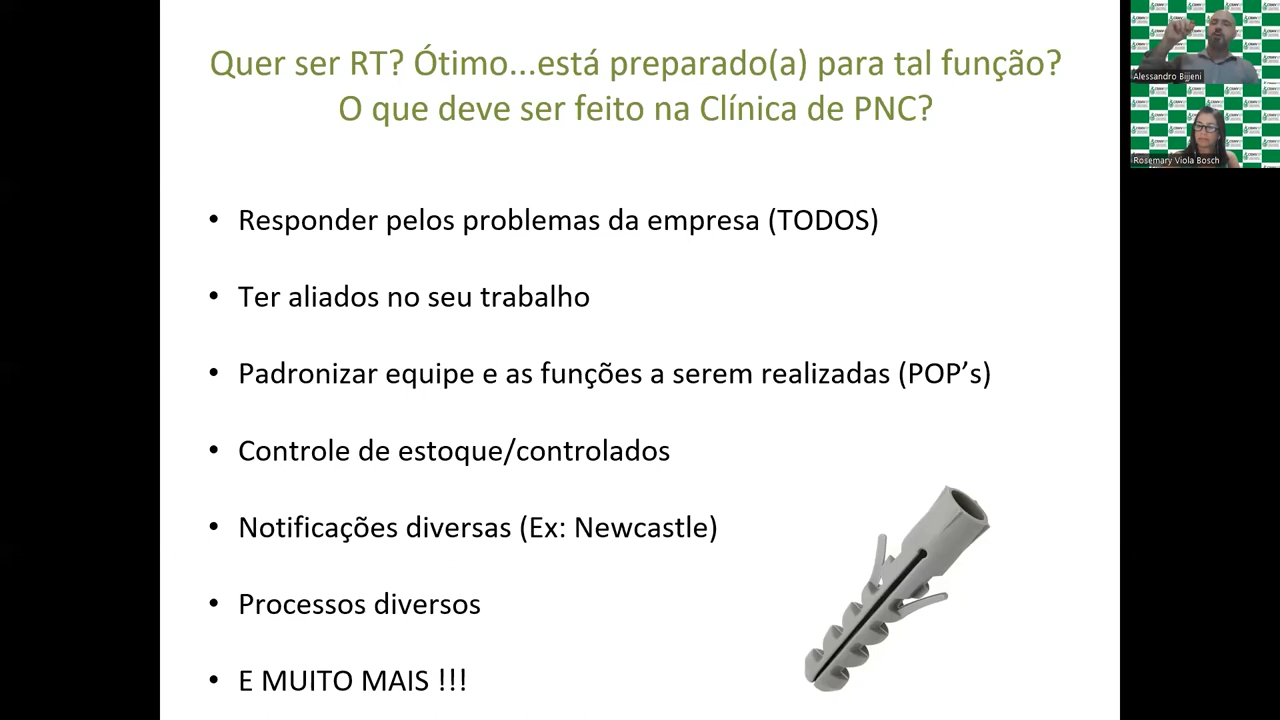 Quer ser RT? Ótimo...está preparado(a) para tal função?
O que deve ser feito na Clínica de PNC?
• Responder pelos problemas da empresa (TODOS)
• Ter aliados no seu trabalho
• Padronizar equipe e as funções a serem realizadas (POP’s)
• Controle de estoque/controlados
• Notificações diversas (Ex: Newcastle)
• Processos diversos
• E MUITO MAIS !!!
Alessandro Bijjeni
Rosemary Viola Bosch